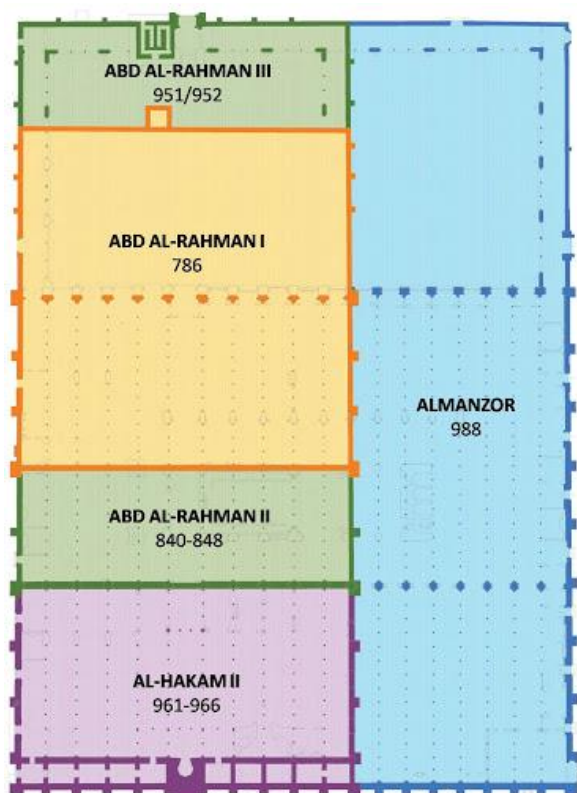 ABD AL-RAHMAN III
951/952
ABD AL-RAHMAN I
786
ALMANZOR
988
ABD AL-RAHMAN II
840-848
AL-HAKAM II
961-966